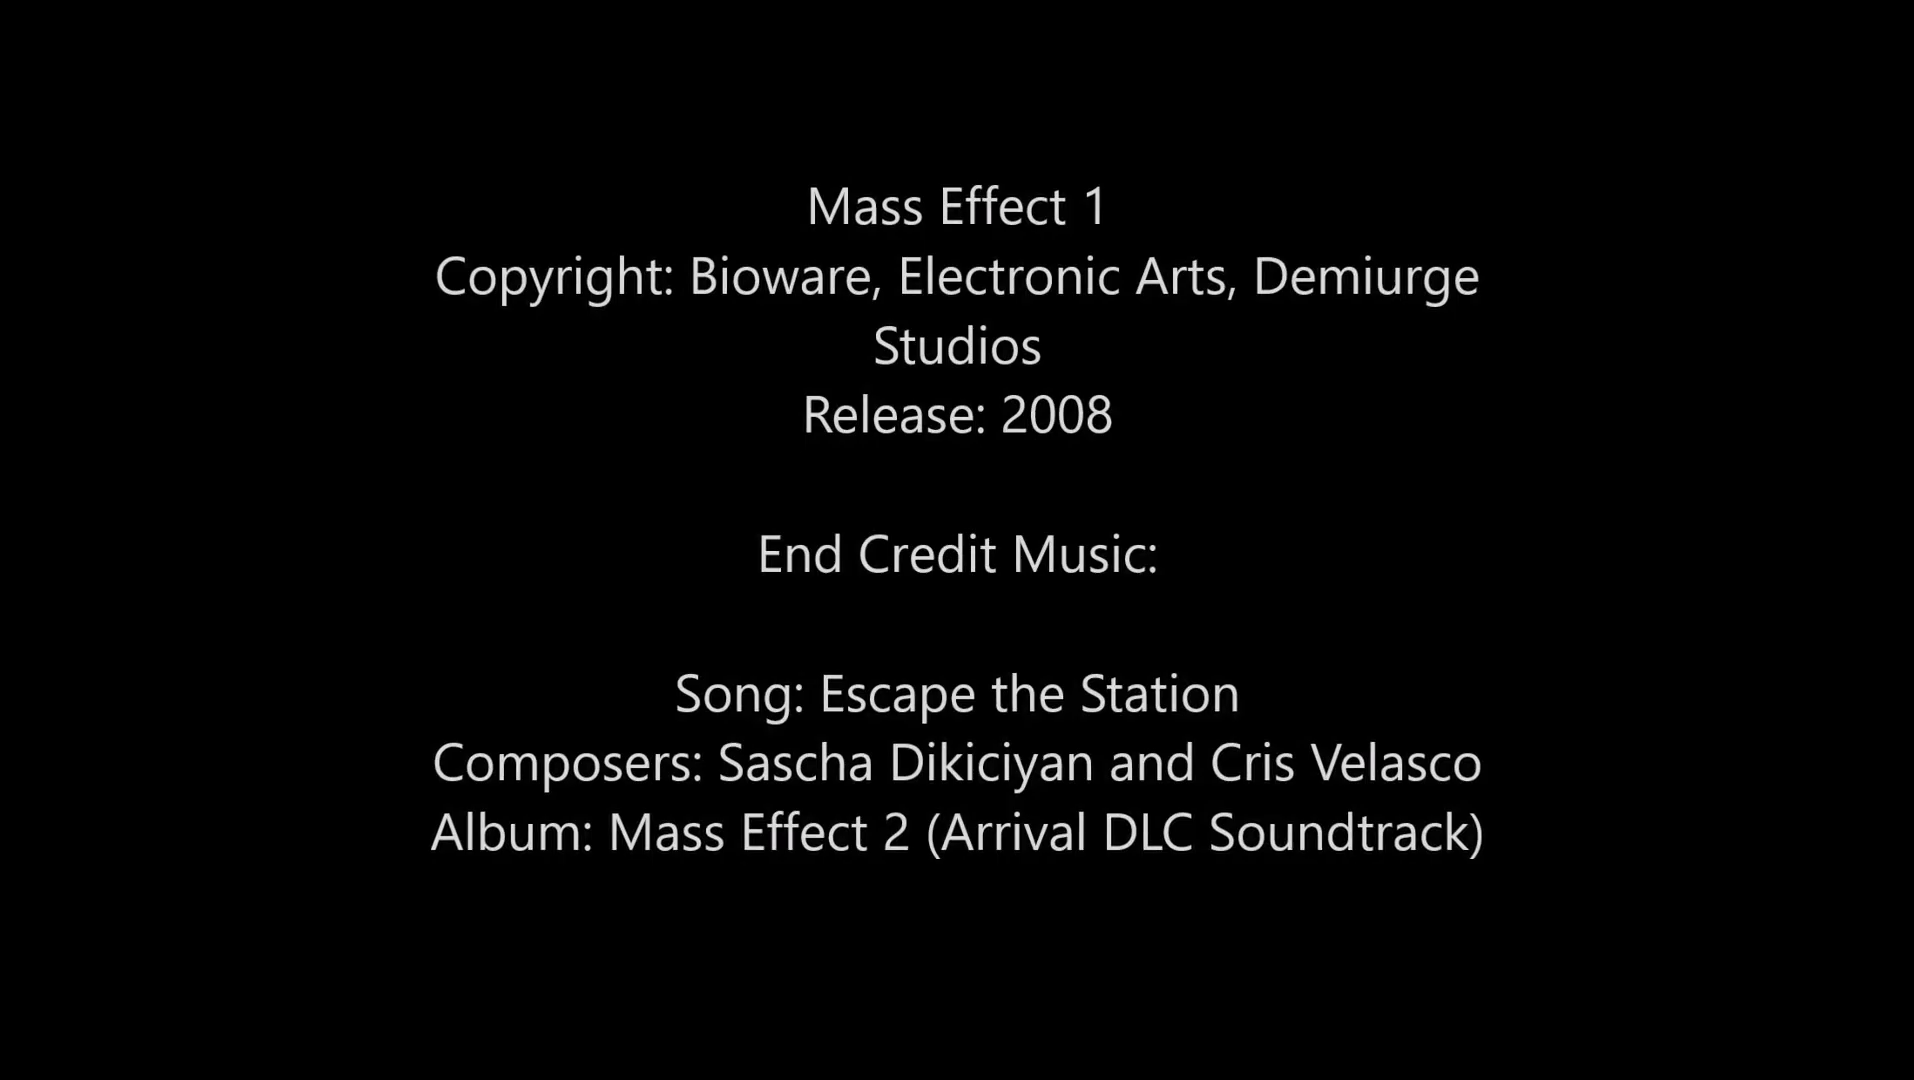 Mass Effect 1
Copyright: Bioware, Electronic Arts, Demiurge
Studios
Release: 2008
End Credit Music:
Song: Escape the Station
Composers: Sascha Dikiciyan and Cris Velasco
Album: Mass Effect 2 (Arrival DLC Soundtrack)